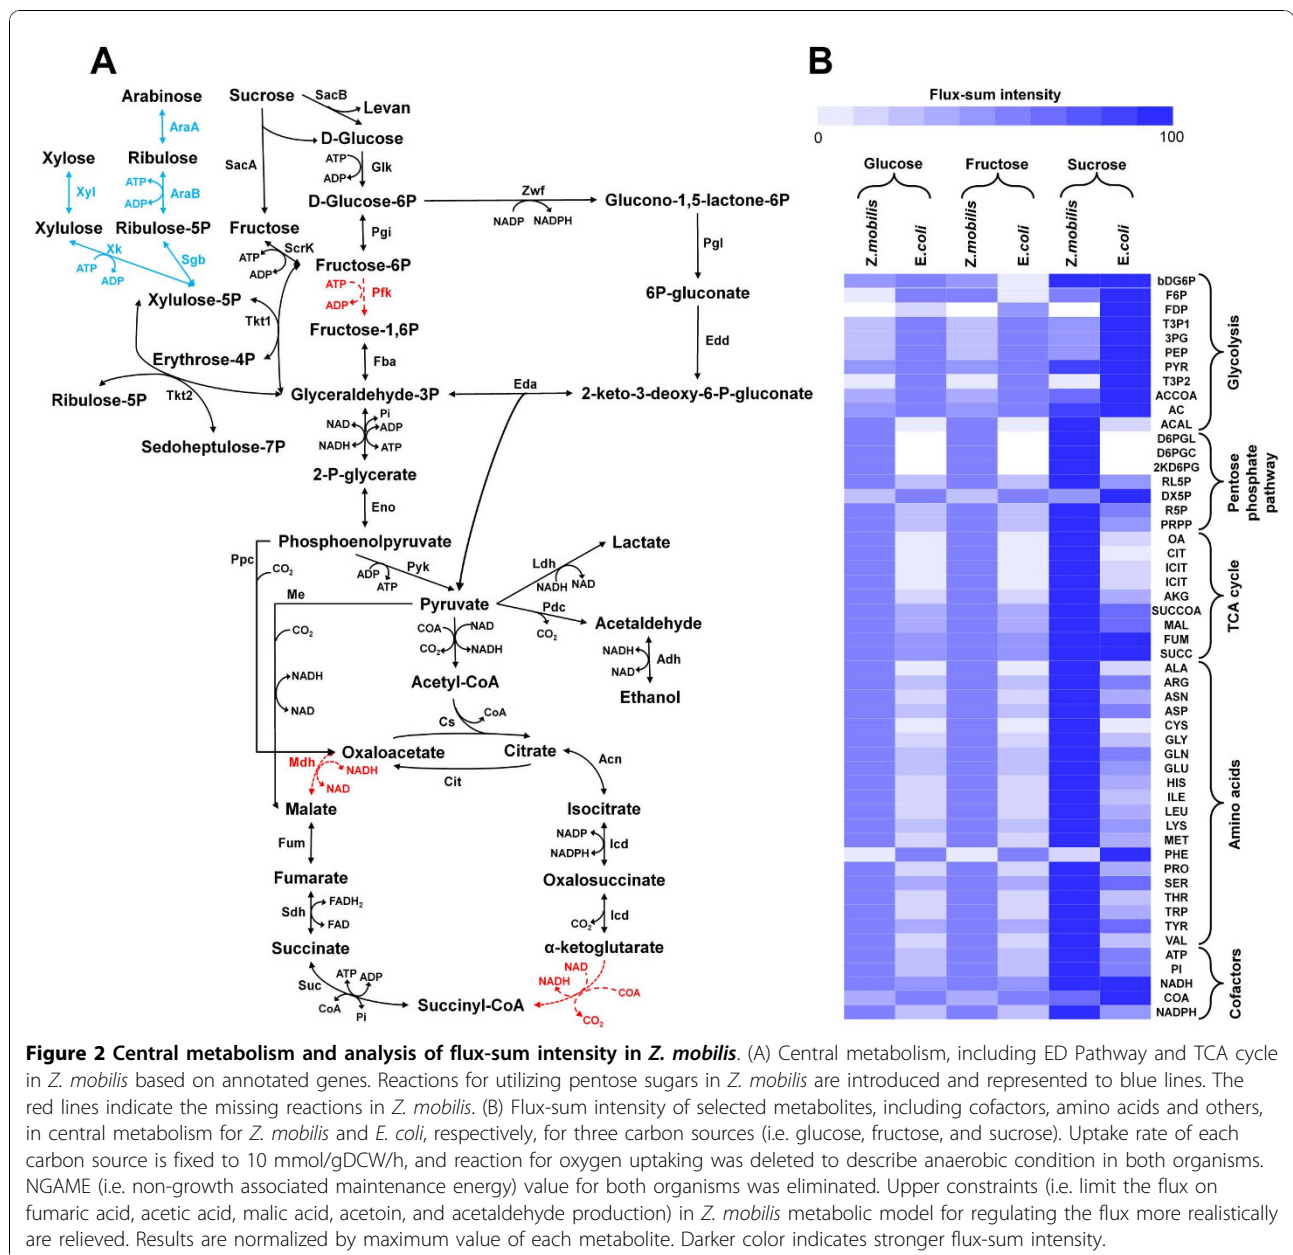 A
B
Flux-sum intensity
0
100
Glucose
Fructose
Sucrose
Z.mobilis
E.coli
Z.mobilis
E.coli
Z.mobilis
E.coli
Arabinose
Sucrose
SacB
Levan
AraA
D-Glucose
Xylose
Ribulose
SacA
ATP
ADP
Glk
Xyl
ATP
ADP
AraB
D-Glucose-6P
Zwf
NADP
NADPH
Glucono-1,5-lactone-6P
Xylulose
Ribulose-5P
Fructose
Pgi
Pgl
Xk
ATP
ADP
Sgb
ScrK
ATP
ADP
Fructose-6P
ATP
ADP
Pfk
6P-gluconate
Xylulose-5P
Tkt1
Fructose-1,6P
Erythrose-4P
Fba
Edd
Tkt2
Ribulose-5P
Glyceraldehyde-3P
Eda
2-keto-3-deoxy-6-P-gluconate
Sedoheptulose-7P
NAD
NADH
Pi
ADP
ATP
2-P-glycerate
Eno
Phosphoenolpyruvate
Ppc
CO2
ADP
ATP
Pyk
Ldh
NADH
NAD
Lactate
Me
CO2
Pyruvate
Pdc
CO2
Acetaldehyde
COA
CO2
NAD
NADH
NADH
NAD
Adh
Ethanol
NADH
NAD
Acetyl-CoA
Cs
CoA
Oxaloacetate
Citrate
Cit
Acn
Mdh
NADH
NAD
Malate
Isocitrate
Fum
NADP
NADPH
Icd
Fumarate
Oxalosuccinate
Sdh
FADH2
FAD
CO2
Icd
Succinate
α-ketoglutarate
Suc
ATP
ADP
CoA
Pi
Succinyl-CoA
NAD
NADH
COA
CO2
bDG6P
F6P
FDP
T3P1
3PG
PEP
PYR
T3P2
ACCOA
AC
ACAL
Glycolysis
D6PGL
D6PGC
2KD6PG
RL5P
DX5P
R5P
PRPP
Pentose
phosphate
pathway
OA
CIT
ICIT
ICIT
AKG
SUCCOA
MAL
FUM
SUCC
TCA cycle
ALA
ARG
ASN
ASP
CYS
GLY
GLN
GLU
HIS
ILE
LEU
LYS
MET
PHE
PRO
SER
THR
TRP
TYR
VAL
Amino acids
ATP
PI
NADH
COA
NADPH
Cofactors
Figure 2 Central metabolism and analysis of flux-sum intensity in Z. mobilis. (A) Central metabolism, including ED Pathway and TCA cycle
in Z. mobilis based on annotated genes. Reactions for utilizing pentose sugars in Z. mobilis are introduced and represented to blue lines. The
red lines indicate the missing reactions in Z. mobilis. (B) Flux-sum intensity of selected metabolites, including cofactors, amino acids and others,
in central metabolism for Z. mobilis and E. coli, respectively, for three carbon sources (i.e. glucose, fructose, and sucrose). Uptake rate of each
carbon source is fixed to 10 mmol/gDCW/h, and reaction for oxygen uptaking was deleted to describe anaerobic condition in both organisms.
NGAME (i.e. non-growth associated maintenance energy) value for both organisms was eliminated. Upper constraints (i.e. limit the flux on
fumaric acid, acetic acid, malic acid, acetoin, and acetaldehyde production) in Z. mobilis metabolic model for regulating the flux more realistically
are relieved. Results are normalized by maximum value of each metabolite. Darker color indicates stronger flux-sum intensity.